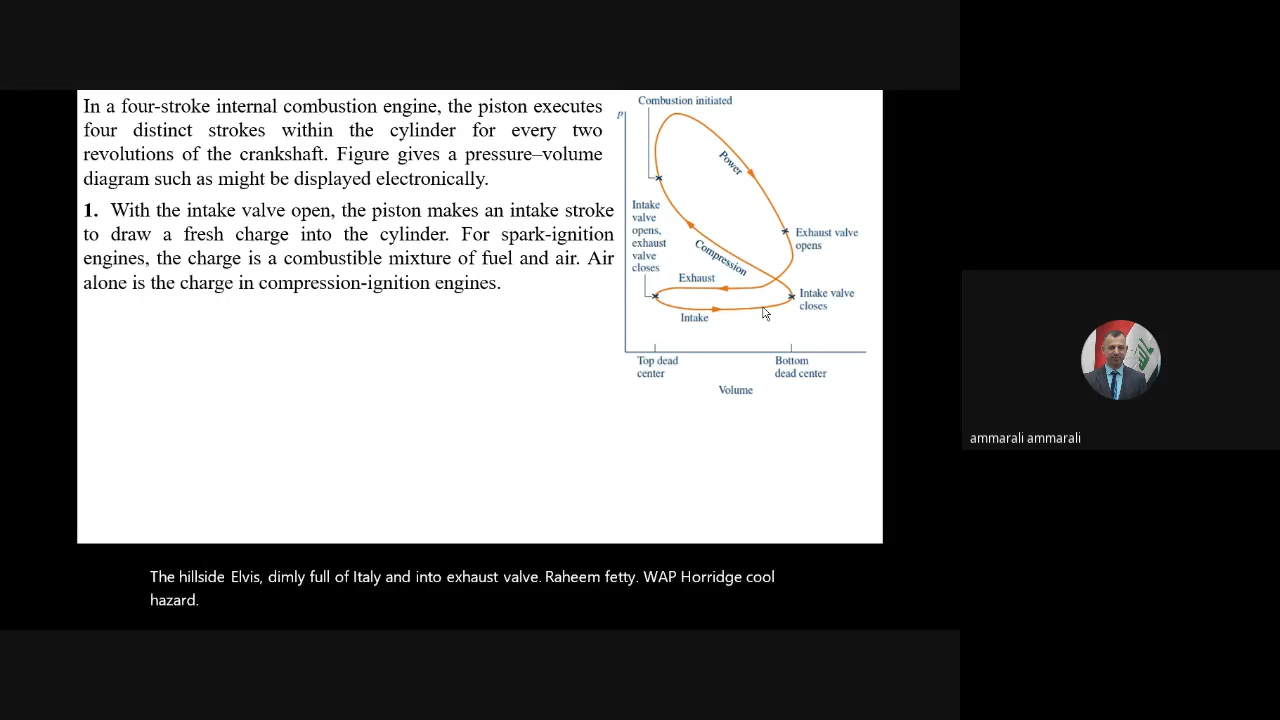 In a four-stroke internal combustion engine, the piston executes
four distinct strokes within the cylinder for every two
revolutions of the crankshaft. Figure gives a pressure–volume
diagram such as might be displayed electronically.
1. With the intake valve open, the piston makes an intake stroke
to draw a fresh charge into the cylinder. For spark-ignition
engines, the charge is a combustible mixture of fuel and air. Air
alone is the charge in compression-ignition engines.
Combustion initiated
p
Power
Intake
valve
opens,
exhaust
valve
closes
Exhaust valve
opens
Compression
Exhaust
Intake valve
closes
Intake
Top dead
center
Bottom
dead center
Volume
ammarali ammarali
The hillside Elvis, dimly full of Italy and into exhaust valve. Raheem fetty. WAP Horridge cool
hazard.